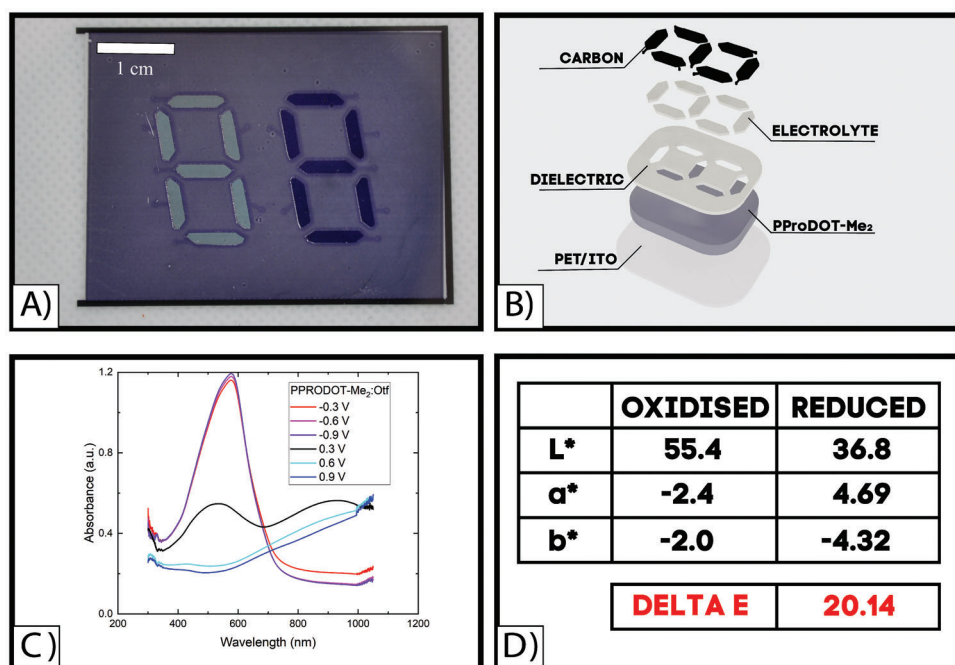 1 cm
A)
CARBON
ELECTROLYTE
DIELECTRIC
PProDOT-Me₂
PET/ITO
B)
1.2
0.8
0.4
0.0
Absorbance (a.u.)
PPRODOT-Me₂:Otf
-0.3 V
-0.6 V
-0.9 V
0.3 V
0.6 V
0.9 V
200 400 600 800 1000 1200
Wavelength (nm)
C)
OXIDISED REDUCED
L* 55.4 36.8
a* -2.4 4.69
b* -2.0 -4.32
DELTA E 20.14
D)